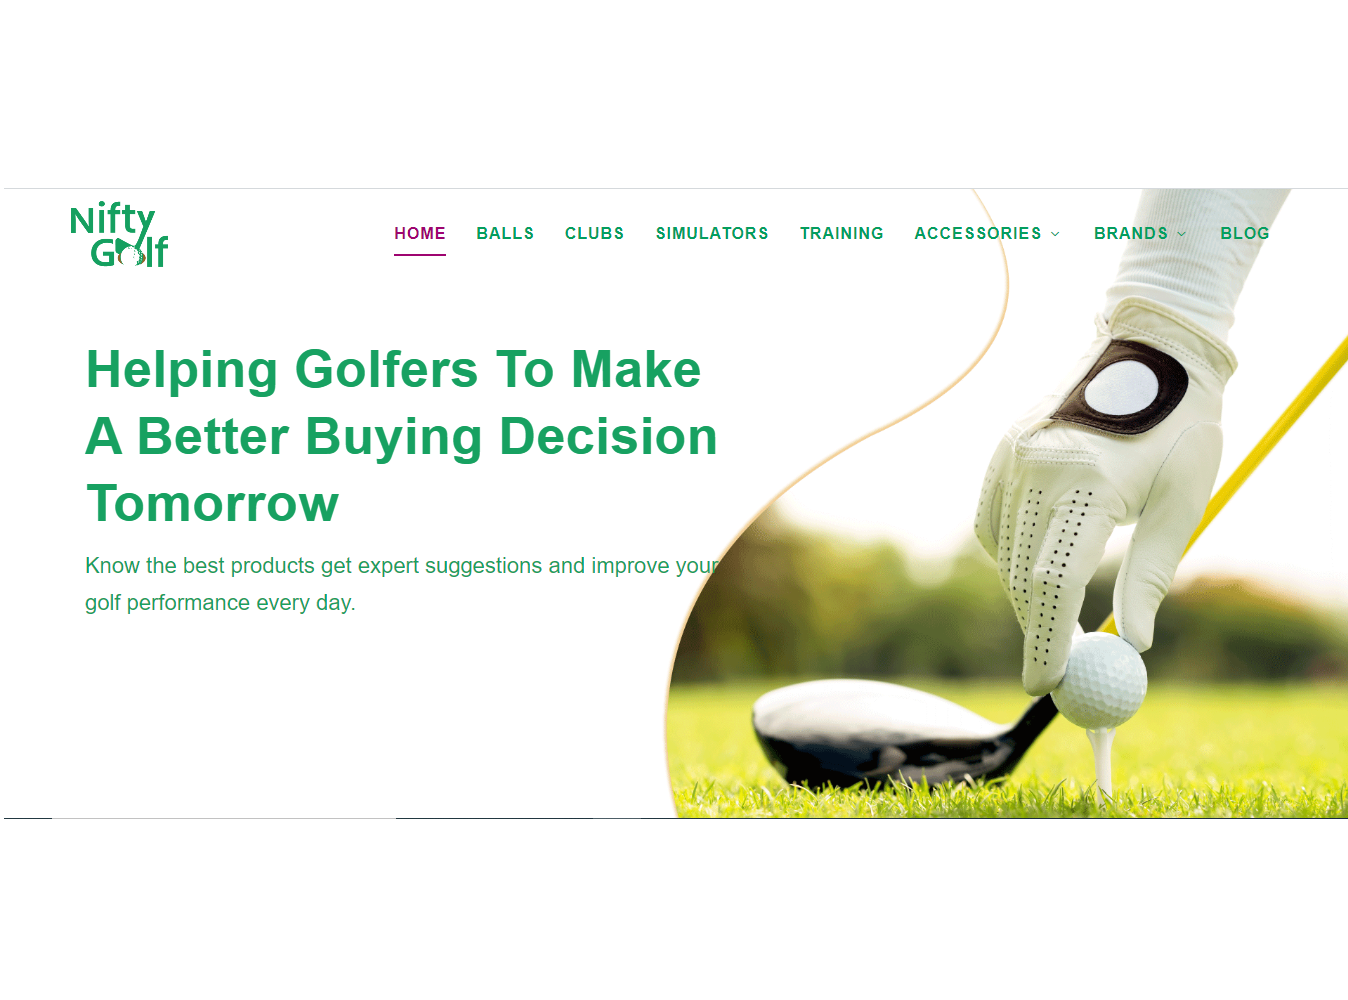 Nifty
Golf
HOME BALLS CLUBS SIMULATORS TRAINING ACCESSORIES BRANDS BLOG
Helping Golfers To Make
A Better Buying Decision
Tomorrow
Know the best products get expert suggestions and improve your
golf performance every day.